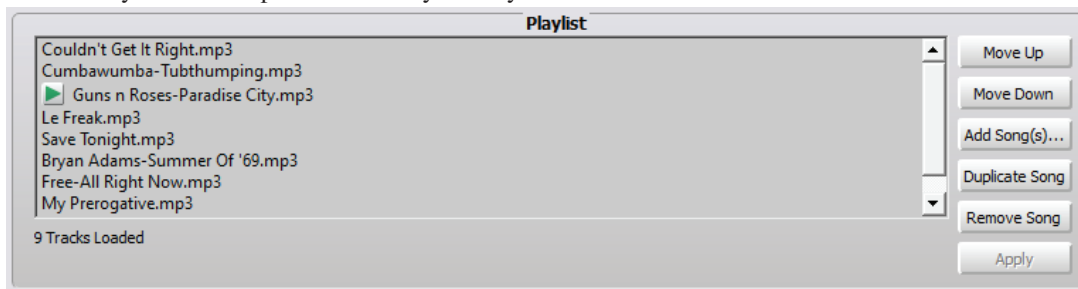 Playlist
Couldn't Get It Right.mp3
Cumbawumba-Tubthumping.mp3
Guns n Roses-Paradise City.mp3
Le Freak.mp3
Save Tonight.mp3
Bryan Adams-Summer Of '69.mp3
Free-All Right Now.mp3
My Prerogative.mp3
9 Tracks Loaded
Move Up
Move Down
Add Song(s)...
Duplicate Song
Remove Song
Apply